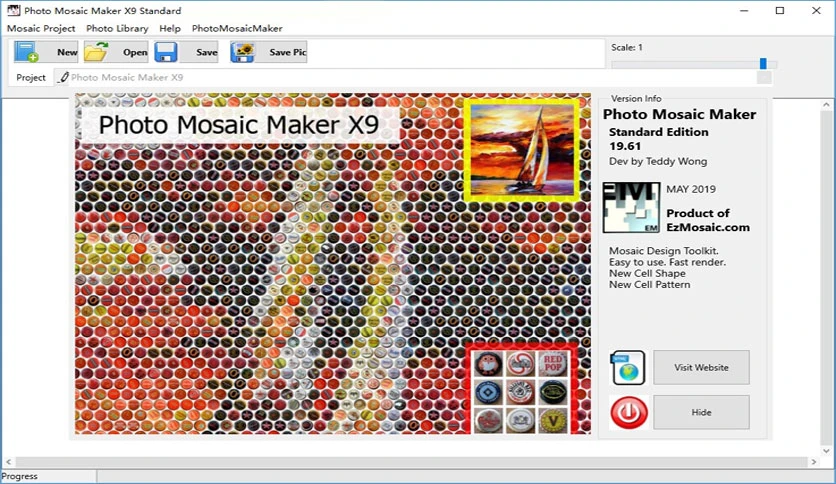 Photo Mosaic Maker X9 Standard
Mosaic Project Photo Library Help PhotoMosaicMaker
New Open Save Save Pic
Scale: 1
Project Photo Mosaic Maker X9
Photo Mosaic Maker X9
Version Info
Photo Mosaic Maker
Standard Edition
19.61
Dev by Teddy Wong
MAY 2019
EM
Product of
EzMosaic.com
Mosaic Design Toolkit.
Easy to use. Fast render.
New Cell Shape
New Cell Pattern
RED
POP
V
Visit Website
Hide
Progress